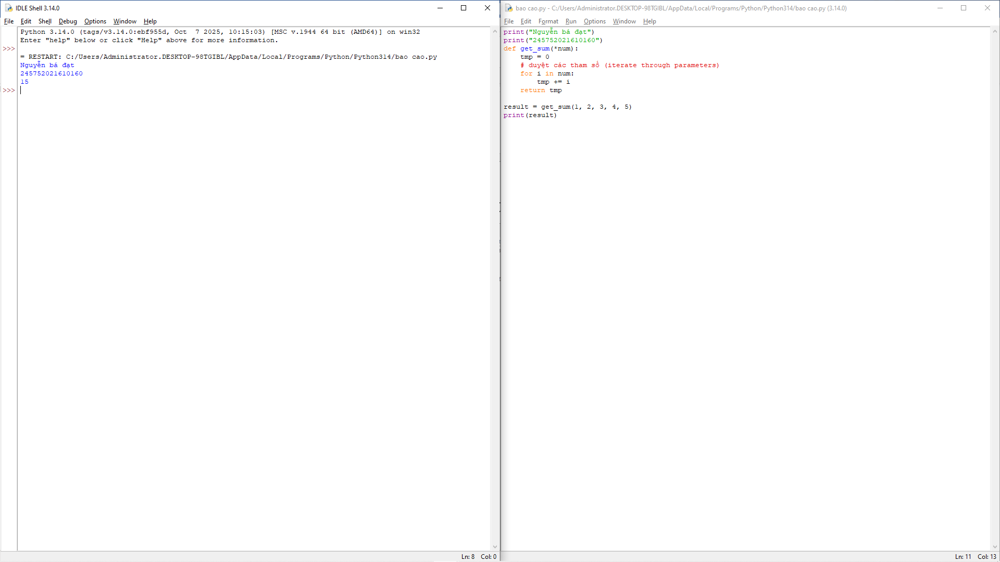 IDLE Shell 3.14.0
File Edit Shell Debug Options Window Help
Python 3.14.0 (tags/v3.14.0:ebf955d, Oct  7 2025, 10:15:03) [MSC v.1944 64 bit (AMD64)] on win32
Enter "help" below or click "Help" above for more information.
>>>
= RESTART: C:/Users/Administrator.DESKTOP-98TGIBL/AppData/Local/Programs/Python/Python314/bao cao.py
Nguyễn bá đạt
245752021610160
15
>>>
Ln: 8 Col: 0
bao cao.py - C:/Users/Administrator.DESKTOP-98TGIBL/AppData/Local/Programs/Python/Python314/bao cao.py (3.14.0)
File Edit Format Run Options Window Help
print("Nguyễn bá đạt")
print("245752021610160")
def get_sum(*num):
    tmp = 0
    # duyệt các tham số (iterate through parameters)
    for i in num:
        tmp += i
    return tmp
result = get_sum(1, 2, 3, 4, 5)
print(result)
Ln: 11 Col: 13